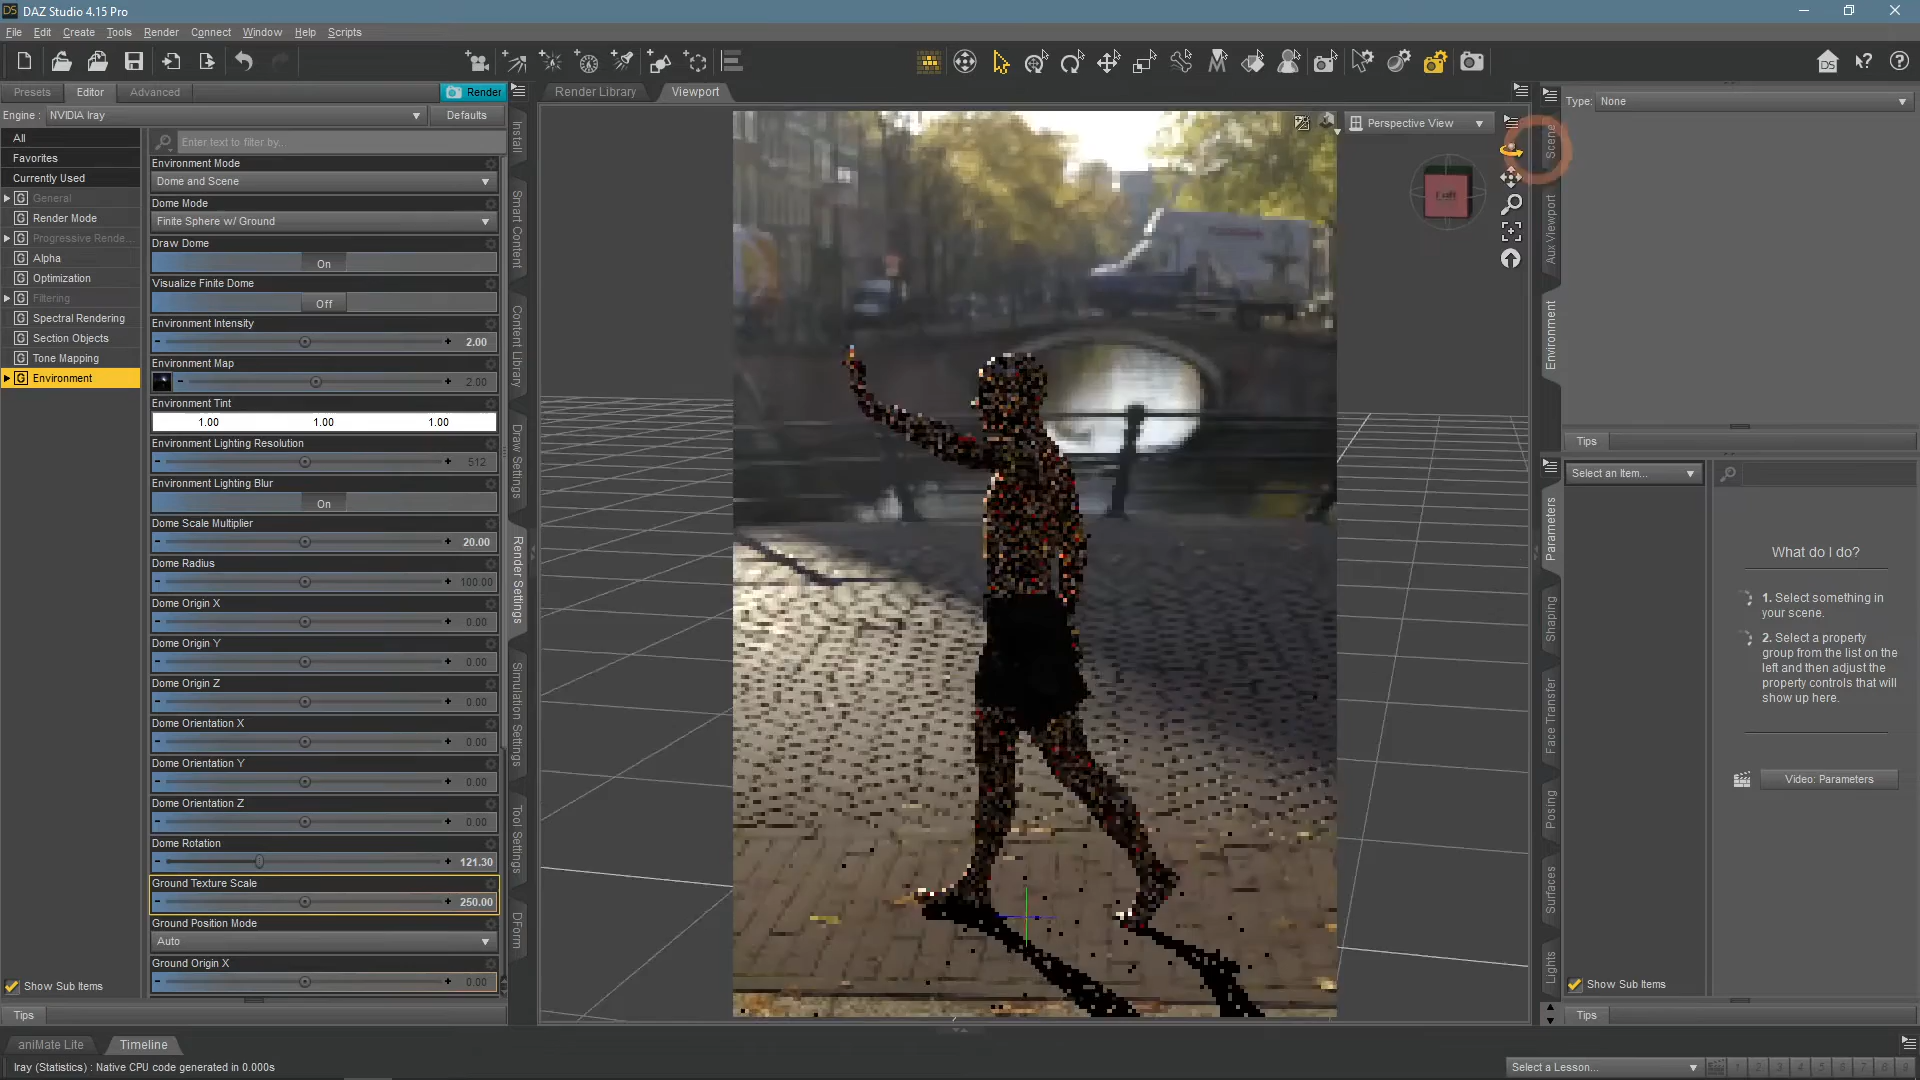 DAZ Studio 4.15 Pro
File Edit Create Tools Render Connect Window Help Scripts
Presets Editor Advanced Render
Render Library Viewport
Engine : NVIDIA Iray Defaults
All
Favorites
Currently Used
General
Render Mode
Progressive Rende...
Alpha
Optimization
Filtering
Spectral Rendering
Section Objects
Tone Mapping
Environment
Show Sub Items
Tips
Enter text to filter by..
Environment Mode
Dome and Scene
Dome Mode
Finite Sphere w/ Ground
Draw Dome
On
Visualize Finite Dome
Off
Environment Intensity
2.00
Environment Map
2.00
Environment Tint
1.00 1.00 1.00
Environment Lighting Resolution
512
Environment Lighting Blur
On
Dome Scale Multiplier
20.00
Dome Radius
100.00
Dome Origin X
0.00
Dome Origin Y
0.00
Dome Origin Z
0.00
Dome Orientation X
0.00
Dome Orientation Y
0.00
Dome Orientation Z
0.00
Dome Rotation
121.30
Ground Texture Scale
250.00
Ground Position Mode
Auto
Ground Origin X
0.00
Install
Smart Content
Content Library
Draw Settings
Render Settings
Simulation Settings
Tool Settings
DForm
Perspective View
Left
Scene
Aux Viewport
Environment
Type: None
Tips
Select an Item...
Parameters
Shaping
Face Transfer
Posing
Surfaces
Lights
What do I do?
1. Select something in
your scene.
2. Select a property
group from the list on the
left and then adjust the
property controls that will
show up here.
Video: Parameters
Show Sub Items
Tips
aniMate Lite Timeline
Iray (Statistics) : Native CPU code generated in 0.000s
Select a Lesson...
1 2 3 4 5 6 7 8 9